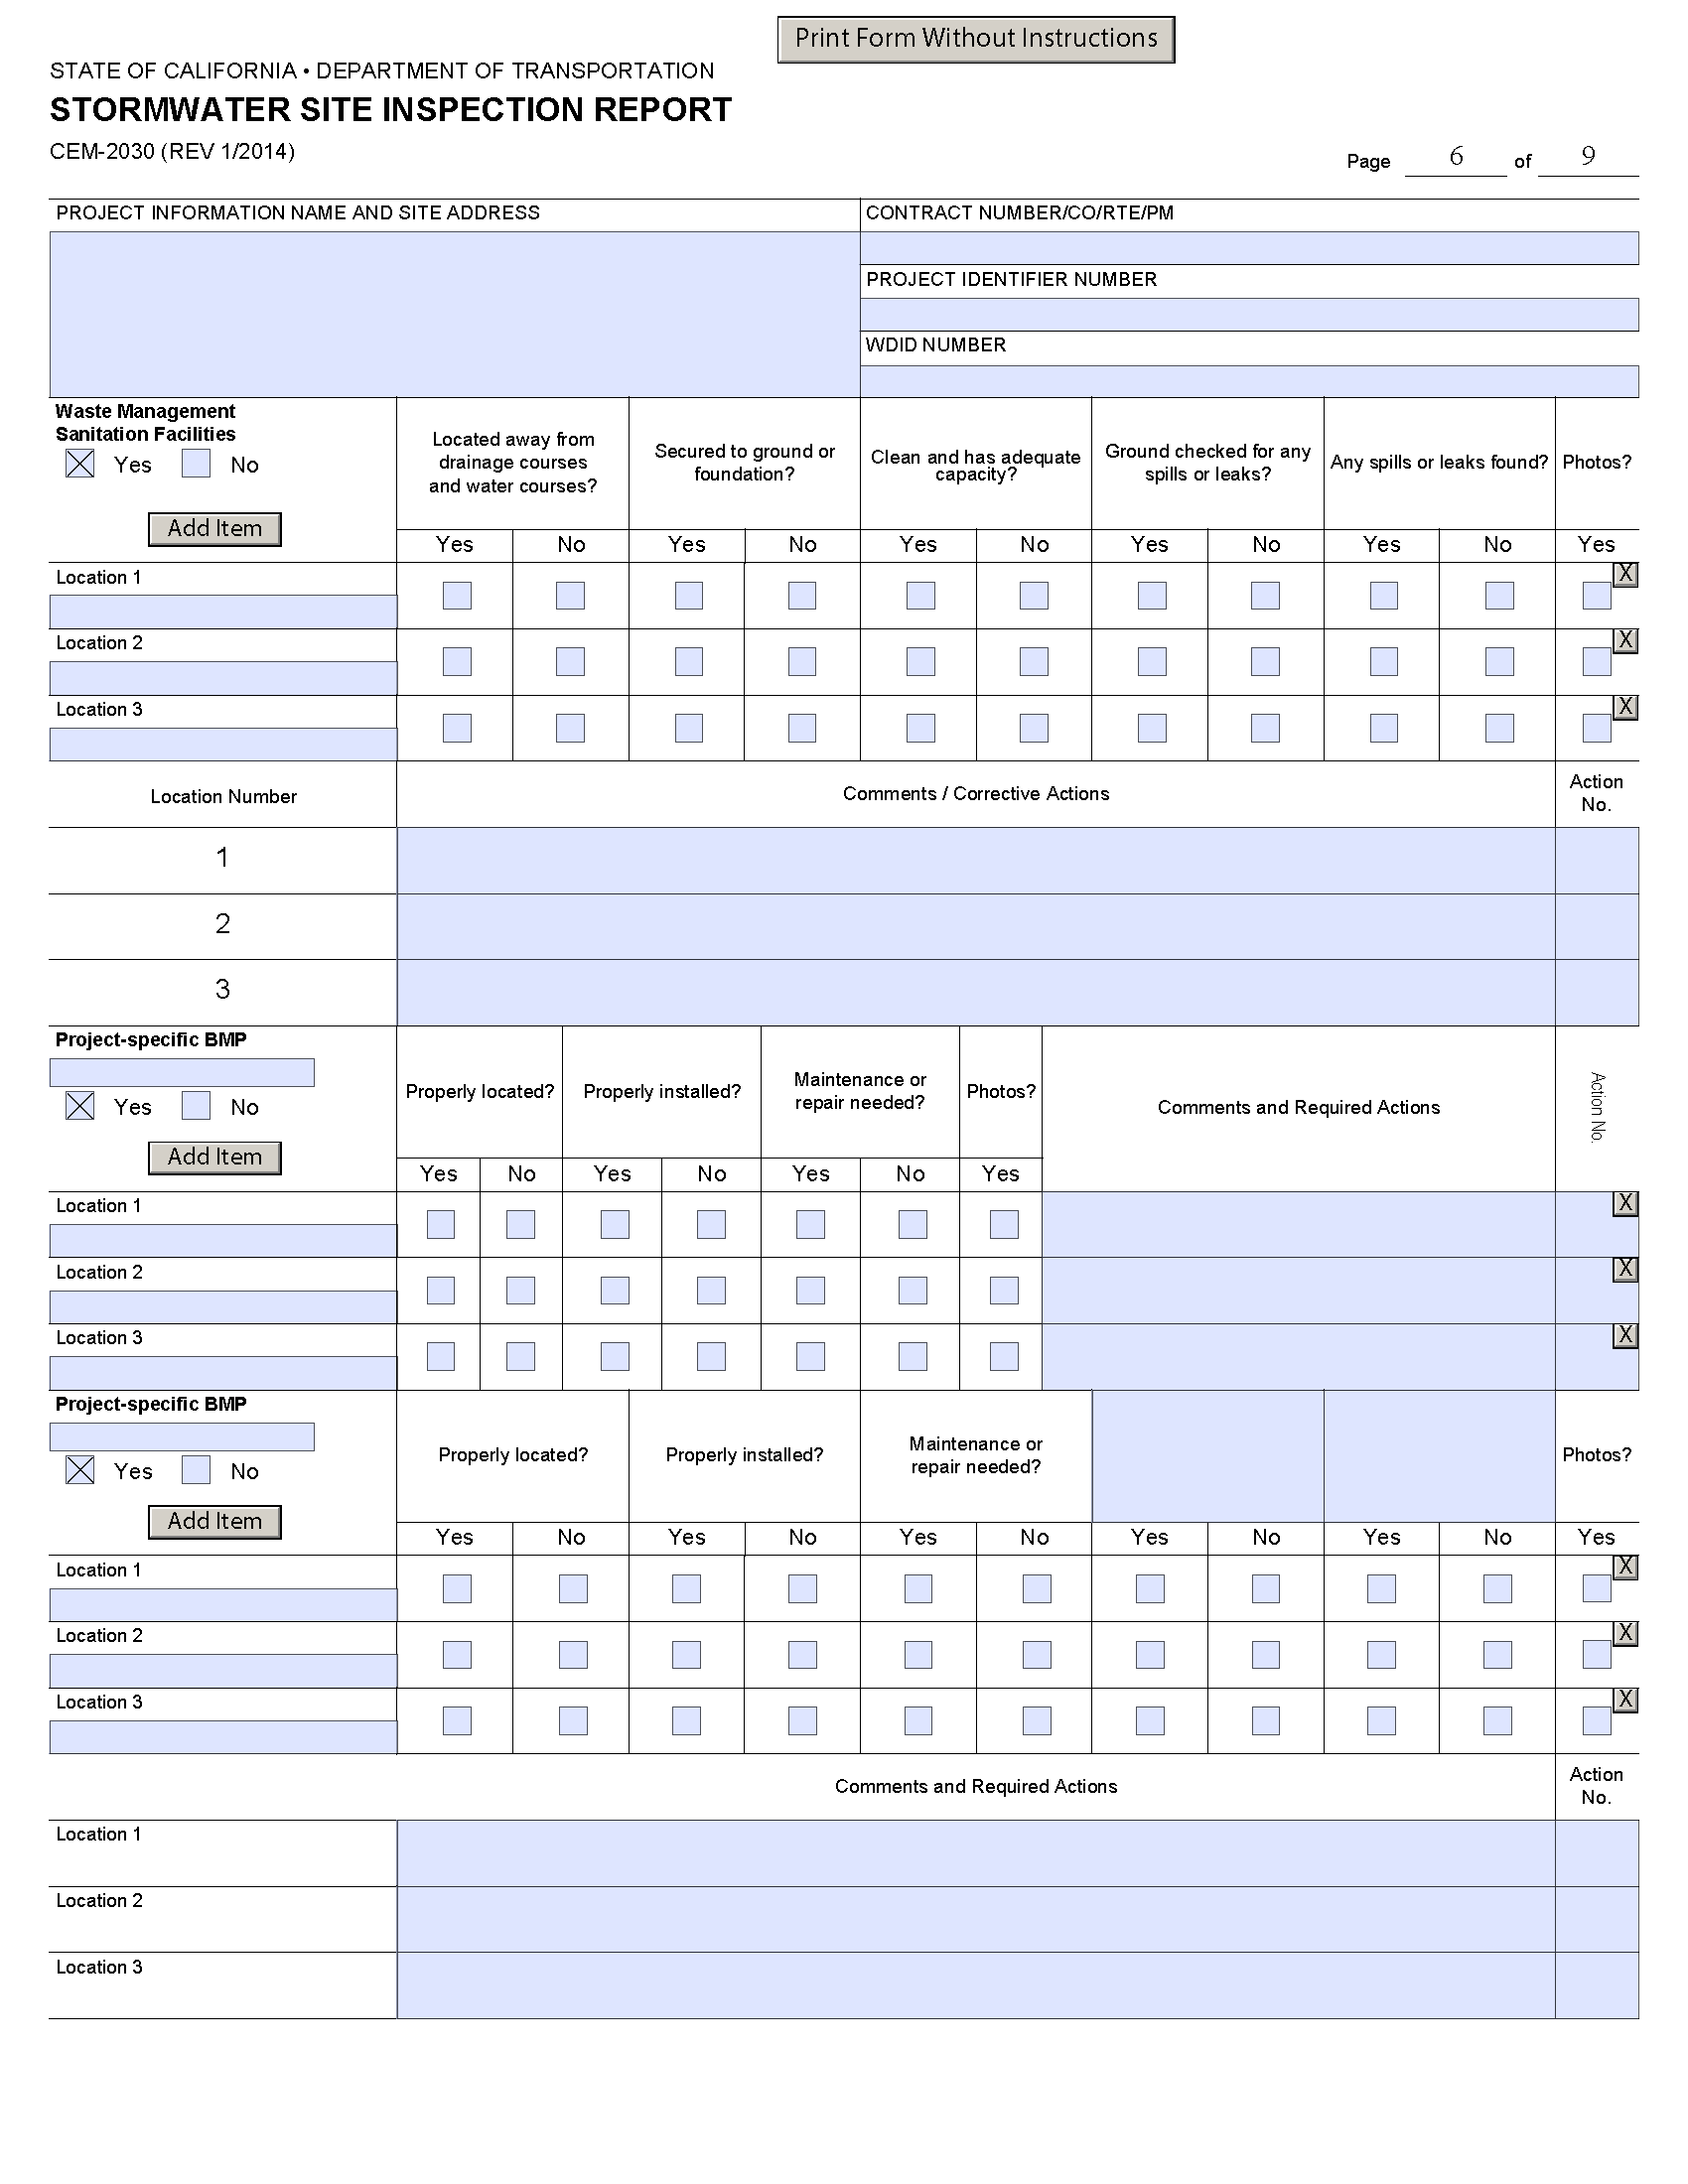 Print Form Without Instructions
STATE OF CALIFORNIA • DEPARTMENT OF TRANSPORTATION
STORMWATER SITE INSPECTION REPORT
CEM-2030 (REV 1/2014)
Page 6 of 9
PROJECT INFORMATION NAME AND SITE ADDRESS
CONTRACT NUMBER/CO/RTE/PM
PROJECT IDENTIFIER NUMBER
WDID NUMBER
Waste Management
Sanitation Facilities
Yes No
Add Item
Located away from
drainage courses
and water courses?
Secured to ground or
foundation?
Clean and has adequate
capacity?
Ground checked for any
spills or leaks?
Any spills or leaks found?
Photos?
Yes No Yes No Yes No Yes No Yes No Yes
Location 1
X
Location 2
X
Location 3
X
Location Number
Comments / Corrective Actions
Action
No.
1
2
3
Project-specific BMP
Yes No
Add Item
Properly located?
Properly installed?
Maintenance or
repair needed?
Photos?
Comments and Required Actions
Action No.
Yes No Yes No Yes No Yes
Location 1
X
Location 2
X
Location 3
X
Project-specific BMP
Yes No
Add Item
Properly located?
Properly installed?
Maintenance or
repair needed?
Photos?
Yes No Yes No Yes No Yes No Yes No Yes
Location 1
X
Location 2
X
Location 3
X
Comments and Required Actions
Action
No.
Location 1
Location 2
Location 3